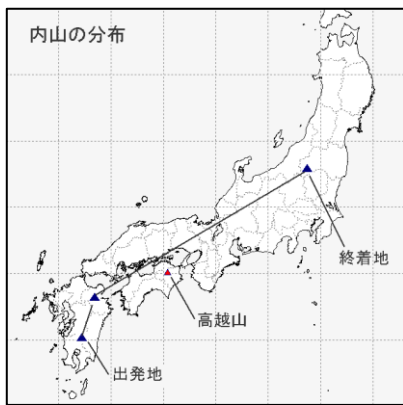 内山の分布
終着地
高越山
出発地